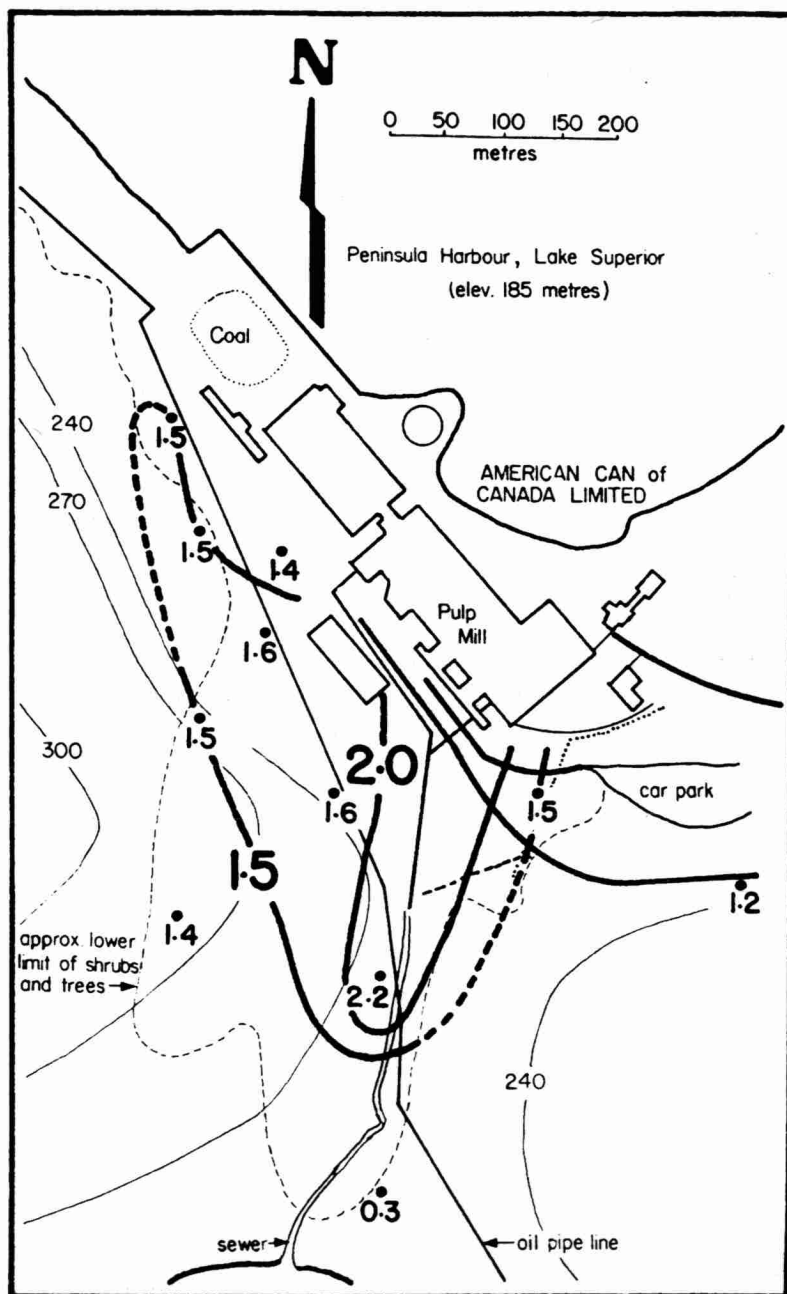 N
0 50 100 150 200
metres
Peninsula Harbour, Lake Superior
(elev. 185 metres)
Coal
240
1.5
270
AMERICAN CAN of
CANADA LIMITED
1.5
1.4
Pulp
Mill
1.6
1.5
300
2.0
car park
1.6
1.5
1.5
1.2
1.4
approx. lower
limit of shrubs
and trees
2.2
240
0.3
sewer
oil pipe line